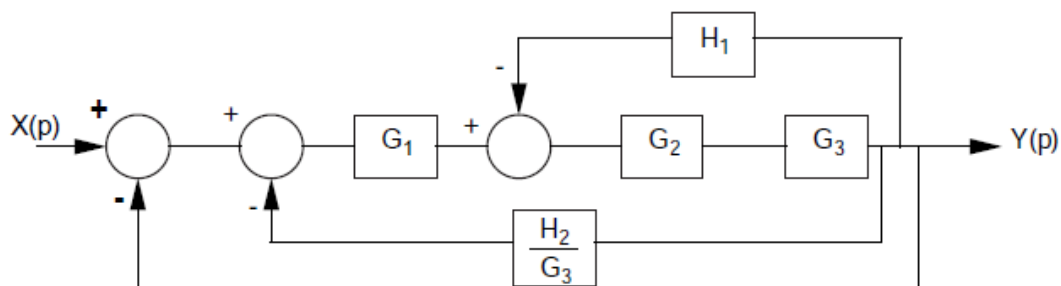 H₁
-
+
X(p)
+
G₁
+
G₂
G₃
Y(p)
-
-
H₂
G₃